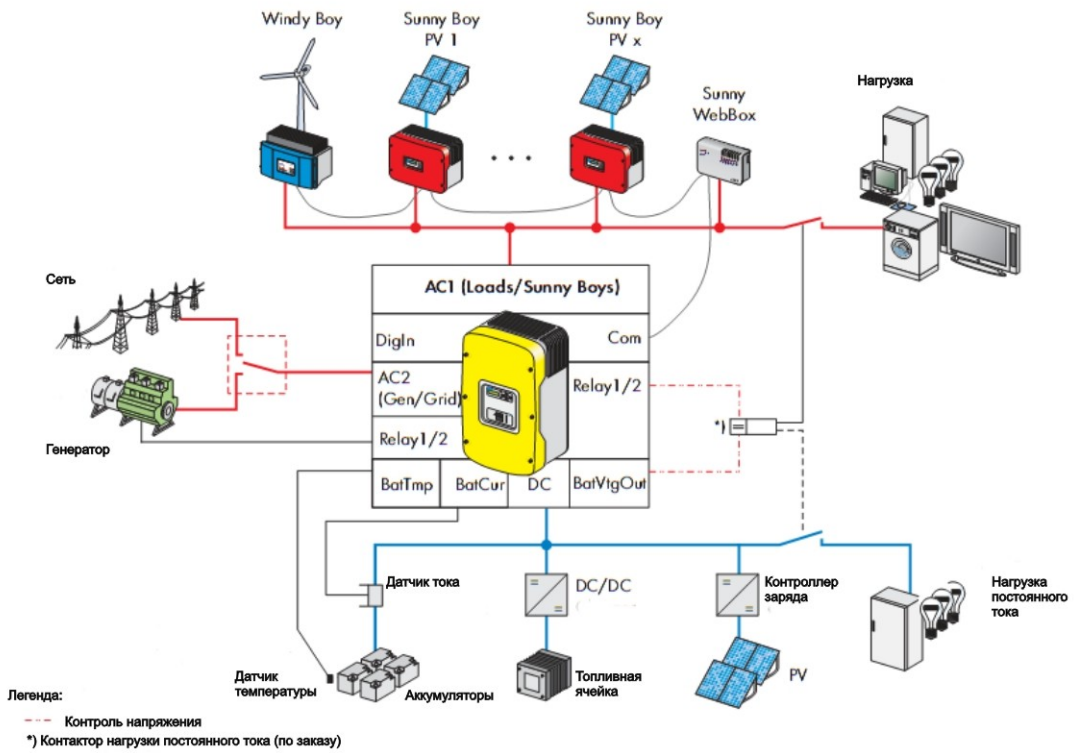 Windy Boy
Sunny Boy
PV 1
Sunny Boy
PV x
Sunny
WebBox
Нагрузка
Сеть
AC1 (Loads/Sunny Boys)
DigIn
Com
AC2
(Gen/Grid)
Relay1/2
Relay1/2
*)
Генератор
BatTmp
BatCur
DC
BatVtgOut
Датчик тока
DC/DC
Контроллер
заряда
Нагрузка
постоянного
тока
Датчик
температуры
Аккумуляторы
Топливная
ячейка
PV
Легенда:
Контроль напряжения
*) Контактор нагрузки постоянного тока (по заказу)